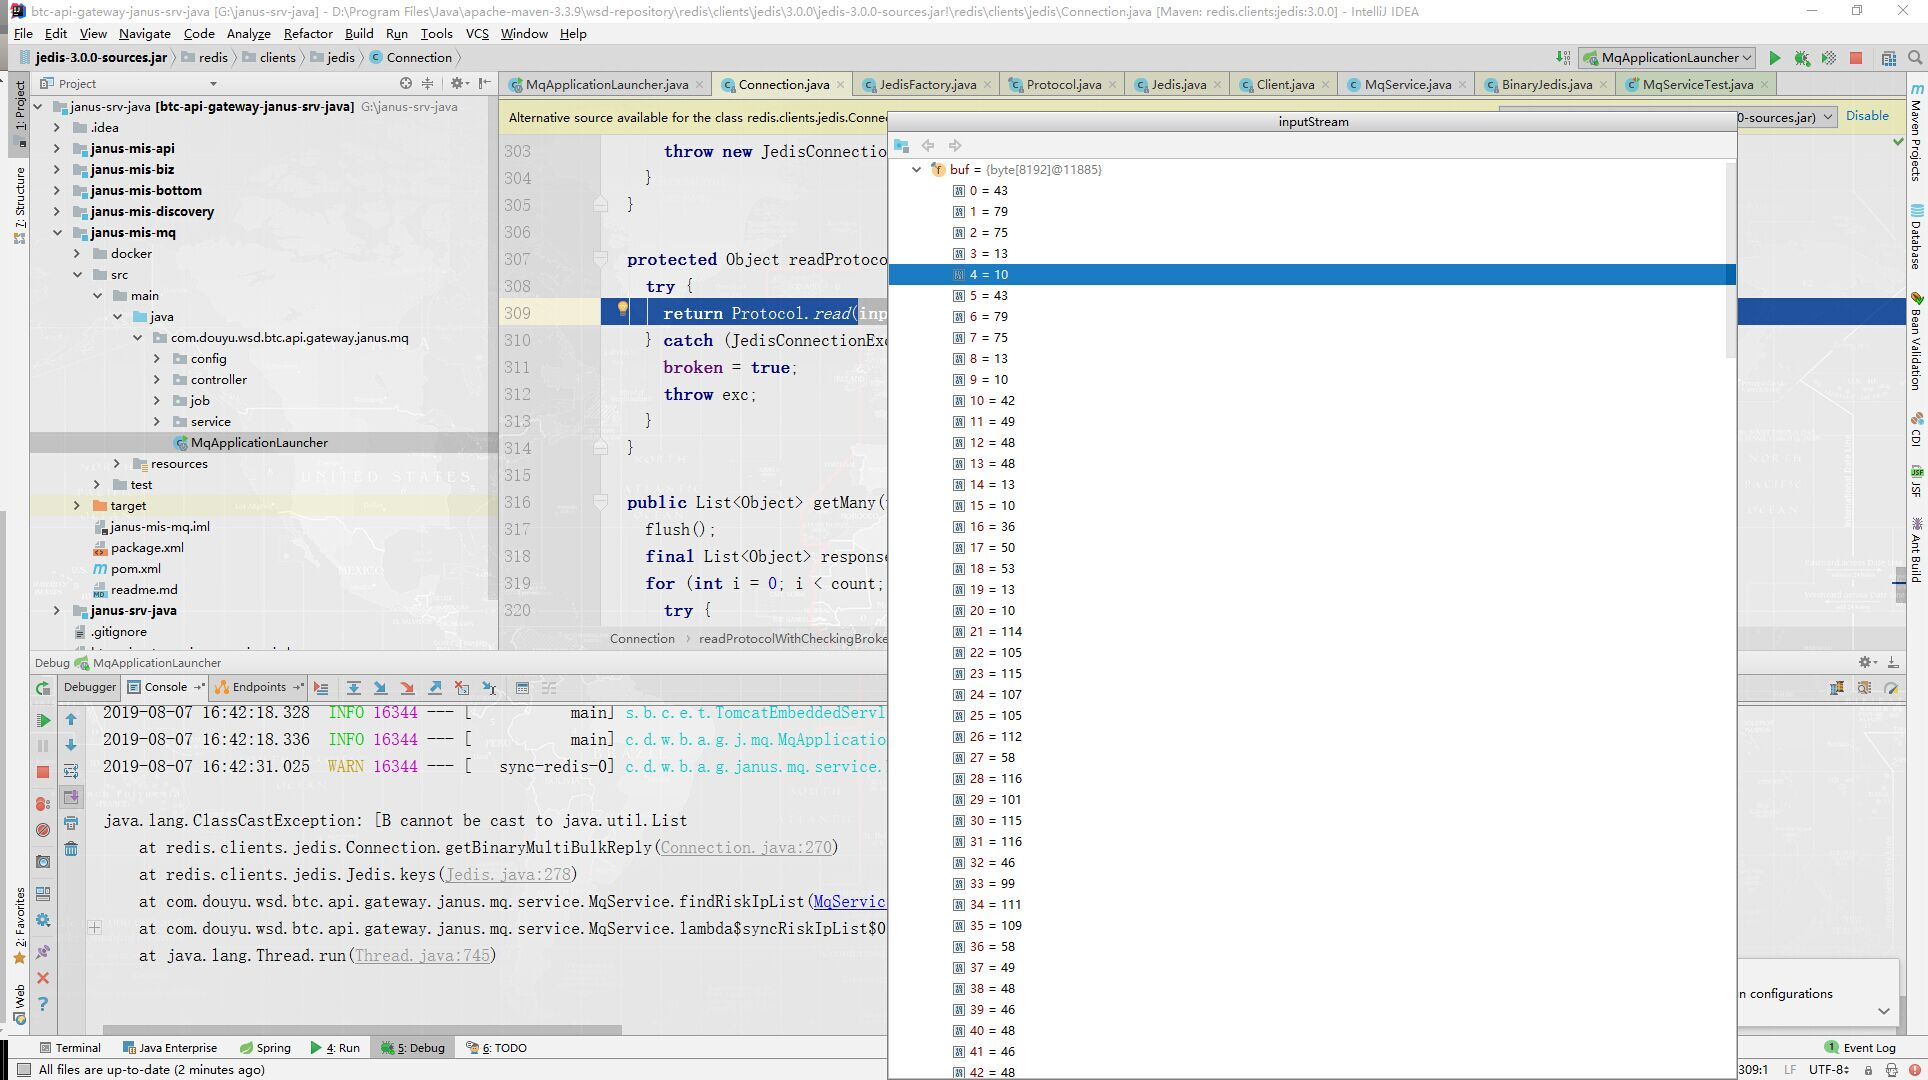 btc-api-gateway-janus-srv-java [G:\janus-srv-java] - D:\Program Files\Java\apache-maven-3.3.9\wsd-repository\redis\clients\jedis\3.0.0\jedis-3.0.0-sources.jar!\redis\clients\jedis\Connection.java [Maven: redis.clients:jedis:3.0.0] - IntelliJ IDEA
File Edit View Navigate Code Analyze Refactor Build Run Tools VCS Window Help
jedis-3.0.0-sources.jar redis clients jedis Connection MqApplicationLauncher
Project
MqApplicationLauncher.java Connection.java JedisFactory.java Protocol.java Jedis.java Client.java MqService.java BinaryJedis.java MqServiceTest.java
1: Project
7: Structure
2: Favorites
Web
janus-srv-java [btc-api-gateway-janus-srv-java] G:\janus-srv-java
.idea
janus-mis-api
janus-mis-biz
janus-mis-bottom
janus-mis-discovery
janus-mis-mq
docker
src
main
java
com.douyu.wsd.btc.api.gateway.janus.mq
config
controller
job
service
MqApplicationLauncher
resources
test
target
janus-mis-mq.iml
package.xml
pom.xml
readme.md
janus-srv-java
.gitignore
Alternative source available for the class redis.clients.jedis.Conne
0-sources.jar) Disable
303 throw new JedisConnectio
304 }
305 }
306
307 protected Object readProtoco
308 try {
309 return Protocol.read(inp
310 } catch (JedisConnectionExc
311 broken = true;
312 throw exc;
313 }
314 }
315
316 public List<Object> getMany(
317 flush();
318 final List<Object> response
319 for (int i = 0; i < count;
320 try {
Connection › readProtocolWithCheckingBroke
inputStream
buf = {byte[8192]@11885}
0 = 43
1 = 79
2 = 75
3 = 13
4 = 10
5 = 43
6 = 79
7 = 75
8 = 13
9 = 10
10 = 42
11 = 49
12 = 48
13 = 48
14 = 13
15 = 10
16 = 36
17 = 50
18 = 53
19 = 13
20 = 10
21 = 114
22 = 105
23 = 115
24 = 107
25 = 105
26 = 112
27 = 58
28 = 116
29 = 101
30 = 115
31 = 116
32 = 46
33 = 99
34 = 111
35 = 109
36 = 58
37 = 49
38 = 48
39 = 46
40 = 48
41 = 46
42 = 48
Maven Projects
Database
Bean Validation
CDI
JSF
Ant Build
Debug MqApplicationLauncher
Debugger Console Endpoints
2019-08-07 16:42:18.328 INFO 16344 --- [ main] s.b.c.e.t.TomcatEmbeddedServl
2019-08-07 16:42:18.336 INFO 16344 --- [ main] c.d.w.b.a.g.j.mq.MqApplicatio
2019-08-07 16:42:31.025 WARN 16344 --- [ sync-redis-0] c.d.w.b.a.g.janus.mq.service.
java.lang.ClassCastException: [B cannot be cast to java.util.List
at redis.clients.jedis.Connection.getBinaryMultiBulkReply(Connection.java:270)
at redis.clients.jedis.Jedis.keys(Jedis.java:278)
at com.douyu.wsd.btc.api.gateway.janus.mq.service.MqService.findRiskIpList(MqServic
at com.douyu.wsd.btc.api.gateway.janus.mq.service.MqService.lambda$syncRiskIpList$0
at java.lang.Thread.run(Thread.java:745)
n configurations
Terminal Java Enterprise Spring 4: Run 5: Debug 6: TODO 1 Event Log
All files are up-to-date (2 minutes ago) 309:1 LF UTF-8